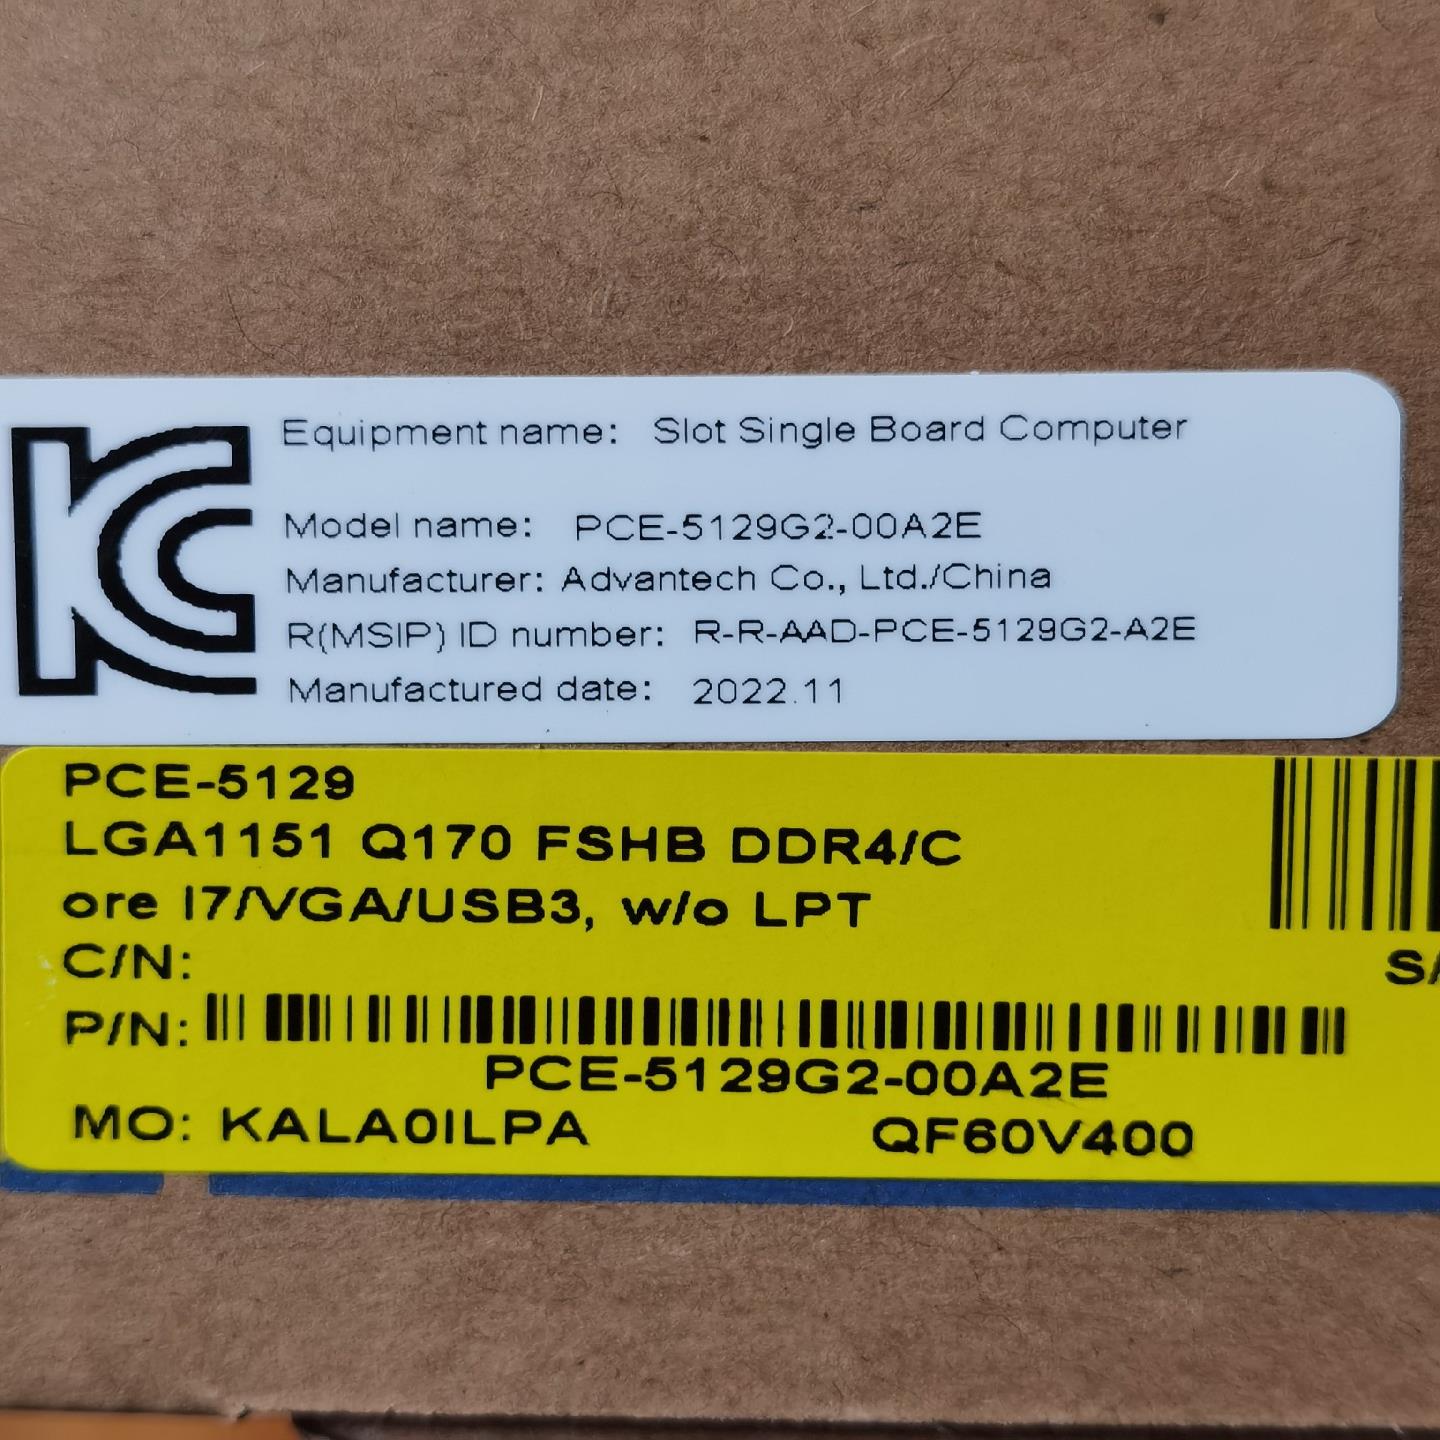 KC
Equipment name: Slot Single Board Computer
Model name: PCE-5129G2-00A2E
Manufacturer: Advantech Co., Ltd./China
R(MSIP) ID number: R-R-AAD-PCE-5129G2-A2E
Manufactured date: 2022.11
PCE-5129
LGA1151 Q170 FSHB DDR4/C
ore I7/VGA/USB3, w/o LPT
C/N:
S/
P/N:
PCE-5129G2-00A2E
MO: KALA0ILPA QF60V400